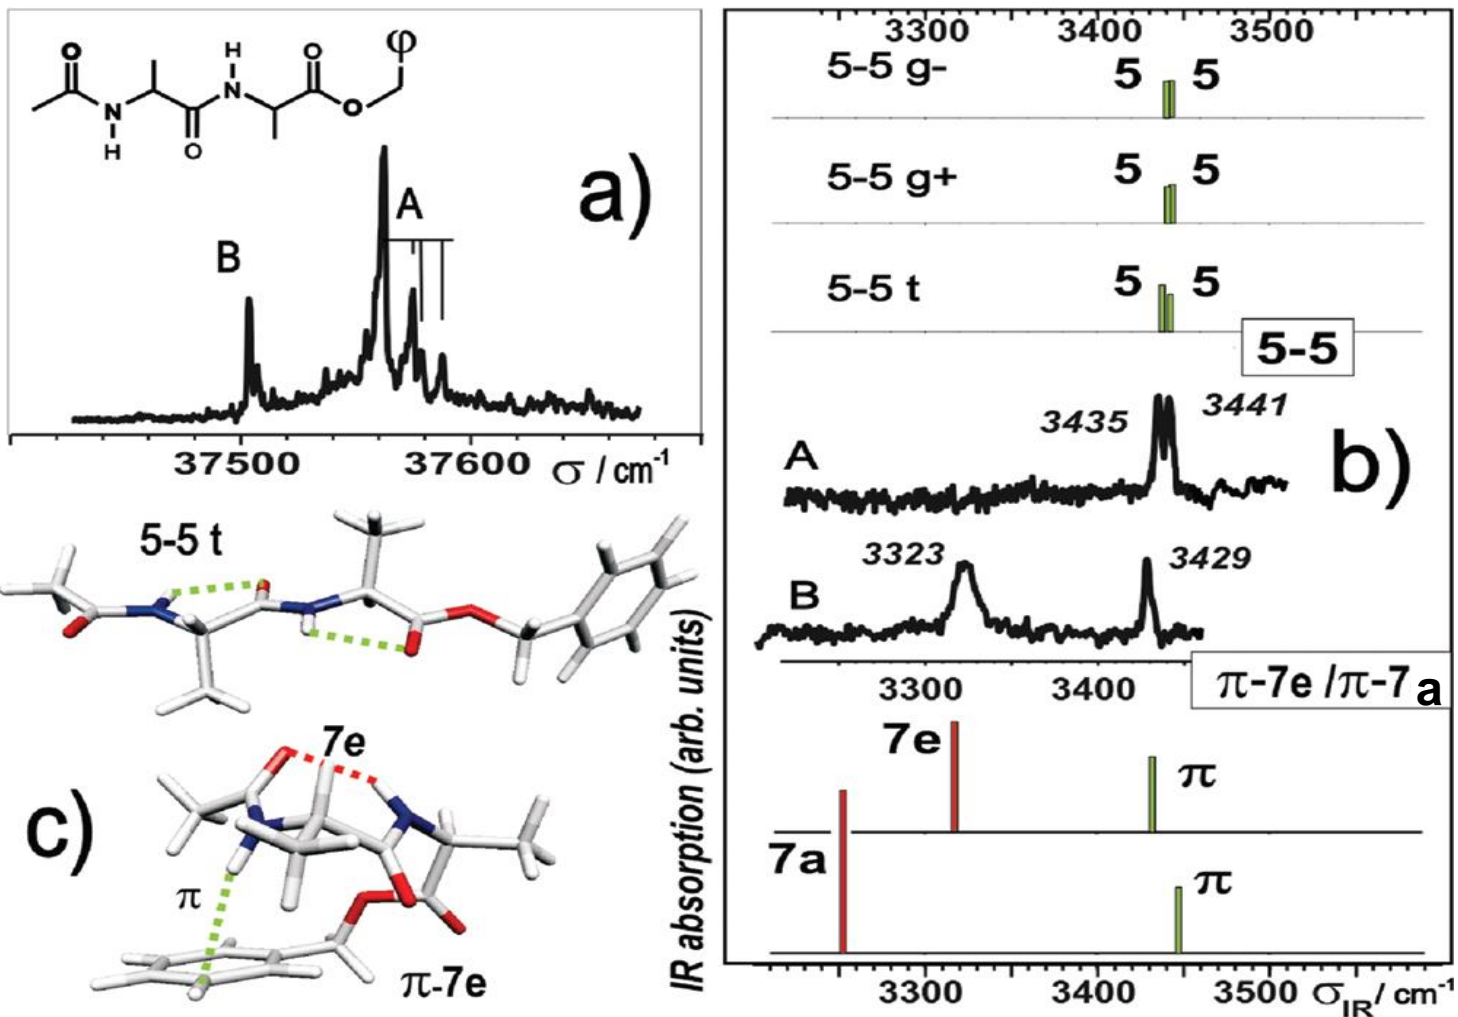 O
H
O
φ
N
N
O
H
O
a)
A
B
37500
37600
σ / cm⁻¹
5-5 t
7e
c)
π
π-7e
3300
3400
3500
5-5 g-
5
5
5-5 g+
5
5
5-5 t
5
5
5-5
3435
3441
A
b)
3323
3429
B
IR absorption (arb. units)
3300
3400
π-7e /π-7a
7e
π
7a
π
3300
3400
3500
σIR/ cm⁻¹